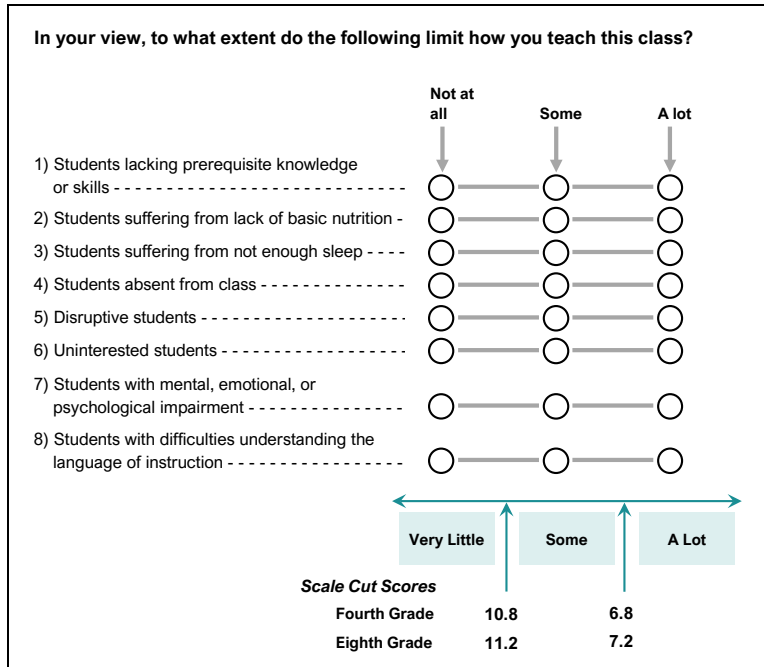 In your view, to what extent do the following limit how you teach this class?
Not at
all
Some
A lot
1) Students lacking prerequisite knowledge
or skills - - - - - - - - - - - - - - - - - - - - - - - - - - - - - -
2) Students suffering from lack of basic nutrition -
3) Students suffering from not enough sleep - - - -
4) Students absent from class - - - - - - - - - - - - - -
5) Disruptive students - - - - - - - - - - - - - - - - - - - -
6) Uninterested students - - - - - - - - - - - - - - - - - -
7) Students with mental, emotional, or
psychological impairment - - - - - - - - - - - - - - -
8) Students with difficulties understanding the
language of instruction - - - - - - - - - - - - - - - - -
Very Little
Some
A Lot
Scale Cut Scores
Fourth Grade 10.8 6.8
Eighth Grade 11.2 7.2